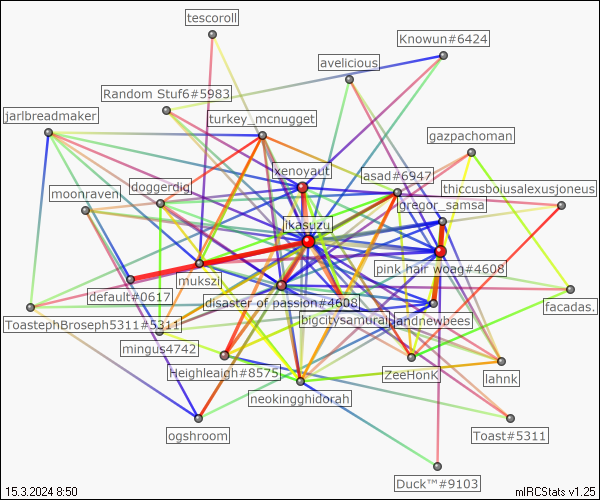 tescoroll
Knowun#6424
avelicious
Random Stuf6#5983
jarlbreadmaker
turkey_mcnugget
gazpachoman
xenoyaut
asad#6947
doggerdig
thiccusboiusalexusjoneus
moonraven
gregor_samsa
ikasuzu
pink hair woag#4608
mukszi
default#0617
disaster of passion#4608
facadas.
bigcitysamurai
andnewbees
ToastephBroseph5311#5311
mingus4742
Heighleaigh#8575
ZeeHonk
lahnk
neokingghidorah
ogshroom
Toast#5311
Duck™#9103
15.3.2024 8:50
mIRCStats v1.25